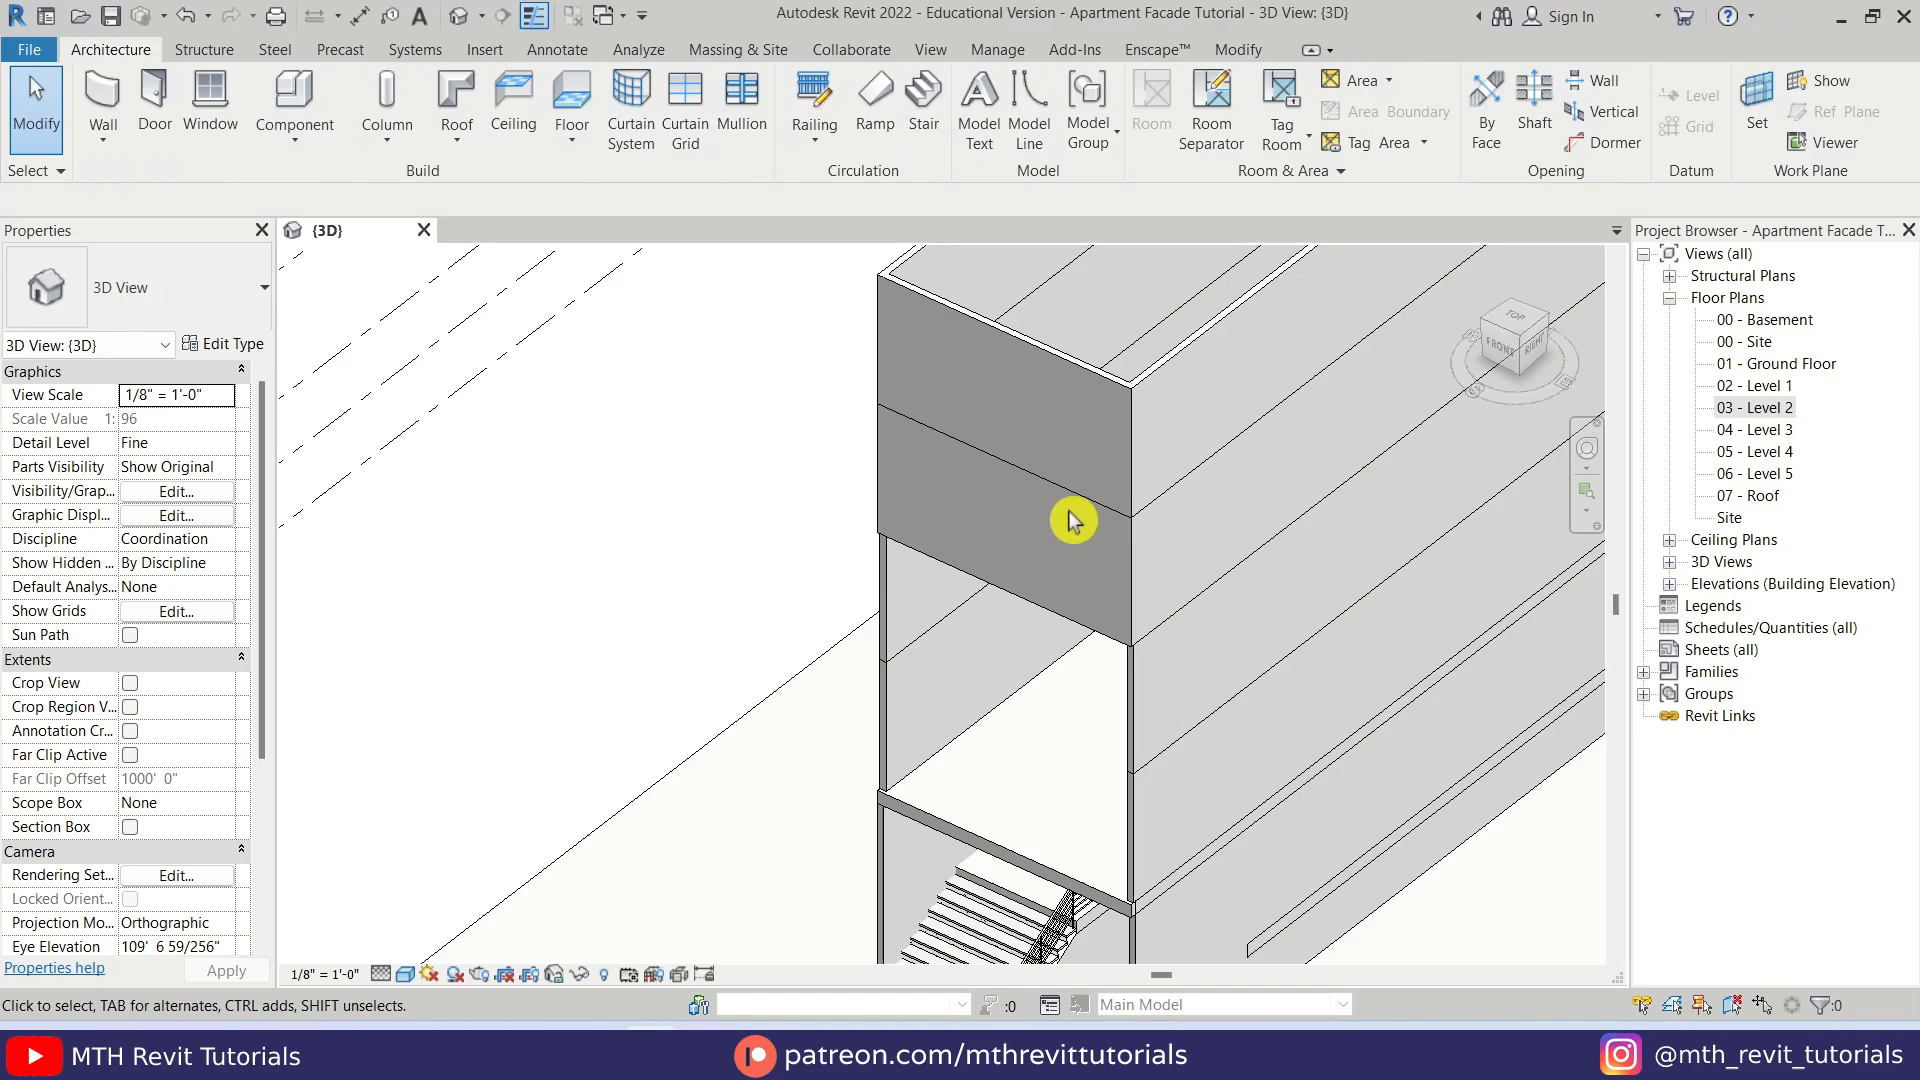 Autodesk Revit 2022 - Educational Version - Apartment Facade Tutorial - 3D View: {3D}
Sign In
File Architecture Structure Steel Precast Systems Insert Annotate Analyze Massing & Site Collaborate View Manage Add-Ins Enscape™ Modify
Modify
Wall
Door
Window
Component
Column
Roof
Ceiling
Floor
Curtain System
Curtain Grid
Mullion
Railing
Ramp
Stair
Model Text
Model Line
Model Group
Room
Room Separator
Tag Room
Area
Area Boundary
Tag Area
By Face
Shaft
Wall
Vertical
Dormer
Level
Grid
Set
Show
Ref Plane
Viewer
Select
Build
Circulation
Model
Room & Area
Opening
Datum
Work Plane
Properties
3D View
3D View: {3D}
Edit Type
Graphics
View Scale 1/8" = 1'-0"
Scale Value 1: 96
Detail Level Fine
Parts Visibility Show Original
Visibility/Grap... Edit...
Graphic Displ... Edit...
Discipline Coordination
Show Hidden ... By Discipline
Default Analys... None
Show Grids Edit...
Sun Path
Extents
Crop View
Crop Region V...
Annotation Cr...
Far Clip Active
Far Clip Offset 1000' 0"
Scope Box None
Section Box
Camera
Rendering Set... Edit...
Locked Orient...
Projection Mo... Orthographic
Eye Elevation 109' 6 59/256"
Properties help
Apply
{3D}
TOP
FRONT
RIGHT
1/8" = 1'-0"
Project Browser - Apartment Facade T...
Views (all)
Structural Plans
Floor Plans
00 - Basement
00 - Site
01 - Ground Floor
02 - Level 1
03 - Level 2
04 - Level 3
05 - Level 4
06 - Level 5
07 - Roof
Site
Ceiling Plans
3D Views
Elevations (Building Elevation)
Legends
Schedules/Quantities (all)
Sheets (all)
Families
Groups
Revit Links
Click to select, TAB for alternates, CTRL adds, SHIFT unselects.
:0
Main Model
:0
MTH Revit Tutorials
patreon.com/mthrevittutorials
@mth_revit_tutorials